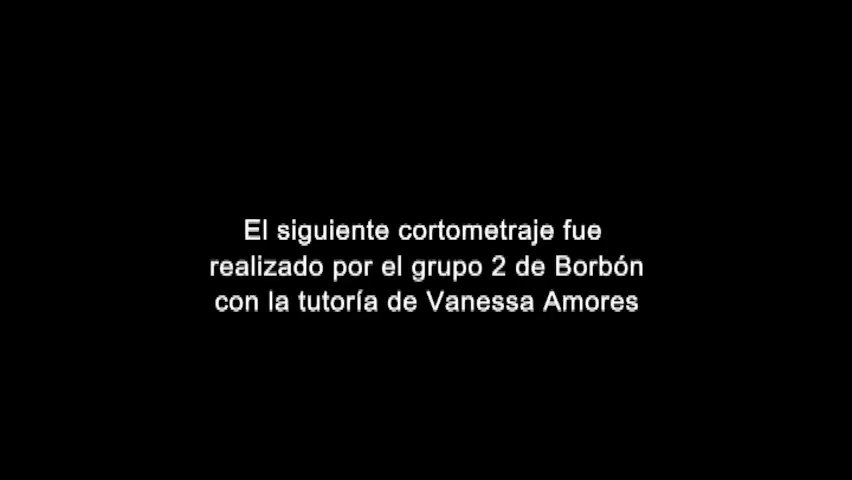 El siguiente cortometraje fue
realizado por el grupo 2 de Borbón
con la tutoría de Vanessa Amores